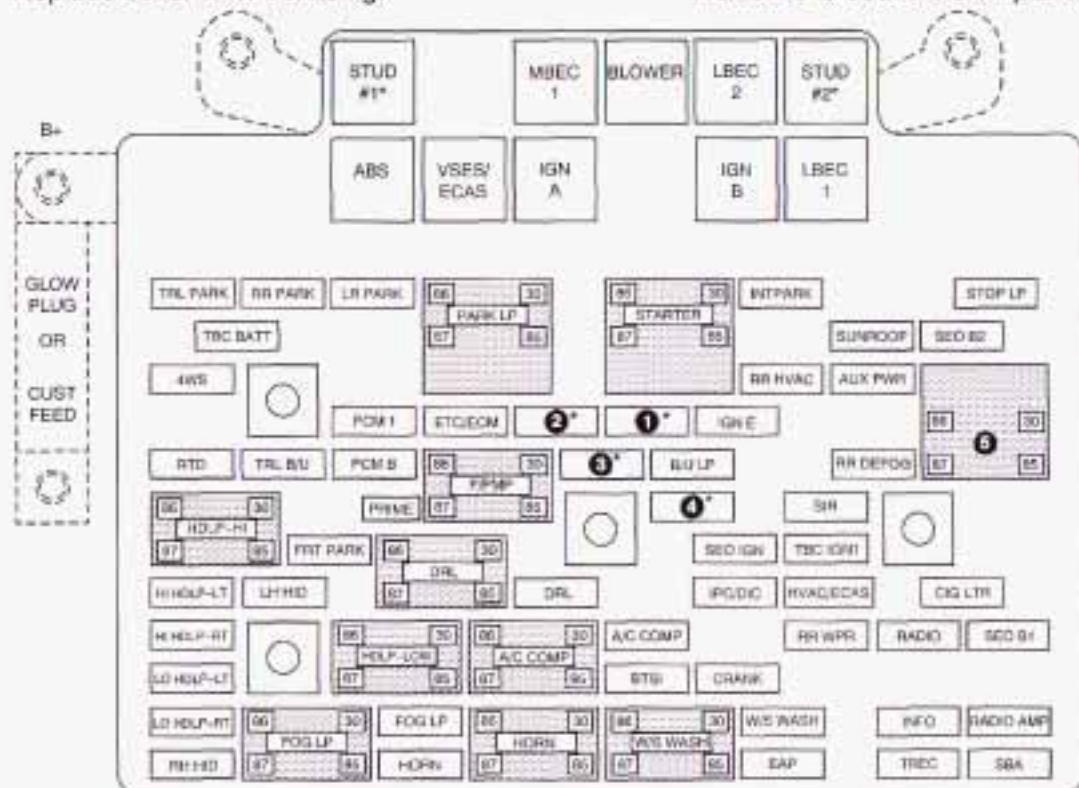 STUD #1*
MBEC 1
BLOWER
LBEC 2
STUD #2*
B+
ABS
VSES/ ECAS
IGN A
IGN B
LBEC 1
GLOW PLUG OR CUST FEED
TRL PARK RR PARK LR PARK 86 30 PARK LP 87 85 86 30 STARTER 87 85 INTPARK STOP LP
TBC BATT SUNROOF SEO B2
4WS RR HVAC AUX PWR
PCM 1 ETC/ECM 2* 1* IGN E 86 30 5 87 85
RTD TRL B/U PCM B 86 30 F/PMP 87 85 3* B/U LP RR DEFOG
86 30 HDLP-HI 87 85 PRIME 4* SIR
FRT PARK 86 30 DRL 87 85 SEO IGN TBC IGN1
HI HDLP-LT LH HID DRL IPC/DIC HVAC/ECAS CIG LTR
HI HDLP-RT 86 30 HDLP-LOW 87 85 86 30 A/C COMP 87 85 A/C COMP RR WPR RADIO SEO B1
LO HDLP-LT BTSI CRANK
LO HDLP-RT 86 30 FOG LP 87 85 FOG LP 86 30 HORN 87 85 86 30 W/S WASH 87 85 W/S WASH INFO RADIO AMP
RH HID HORN EAP TREC SBA